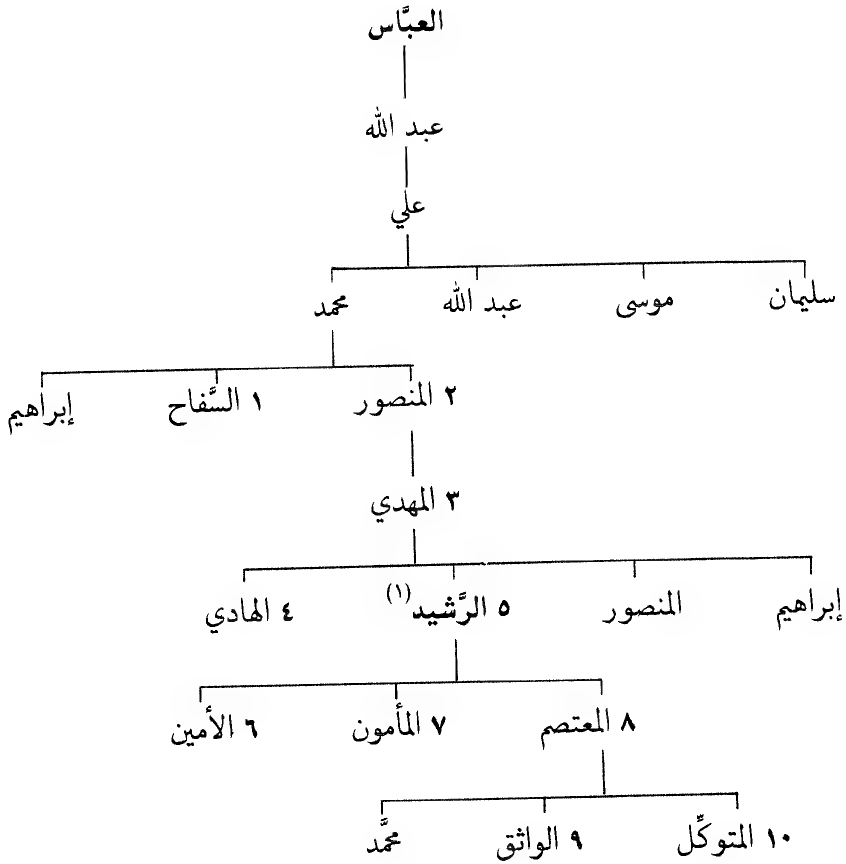 العبَّاس
عبد الله
علي
سليمان موسى عبد الله محمد
٢ المنصور ١ السَّفاح إبراهيم
٣ المهدي
إبراهيم المنصور ٥ الرَّشيد(١) ٤ الهادي
٨ المعتصم ٧ المأمون ٦ الأمين
١٠ المتوكِّل ٩ الواثق محمَّد